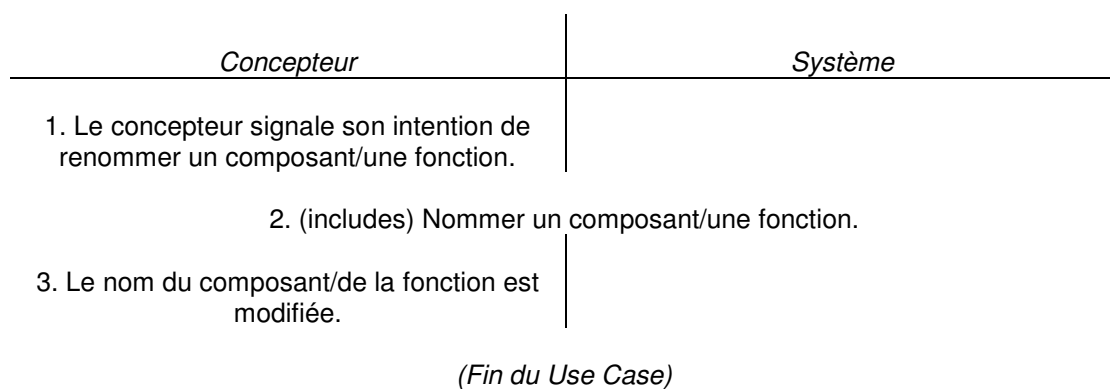 Concepteur
Système
1. Le concepteur signale son intention de
renommer un composant/une fonction.
2. (includes) Nommer un composant/une fonction.
3. Le nom du composant/de la fonction est
modifiée.
(Fin du Use Case)